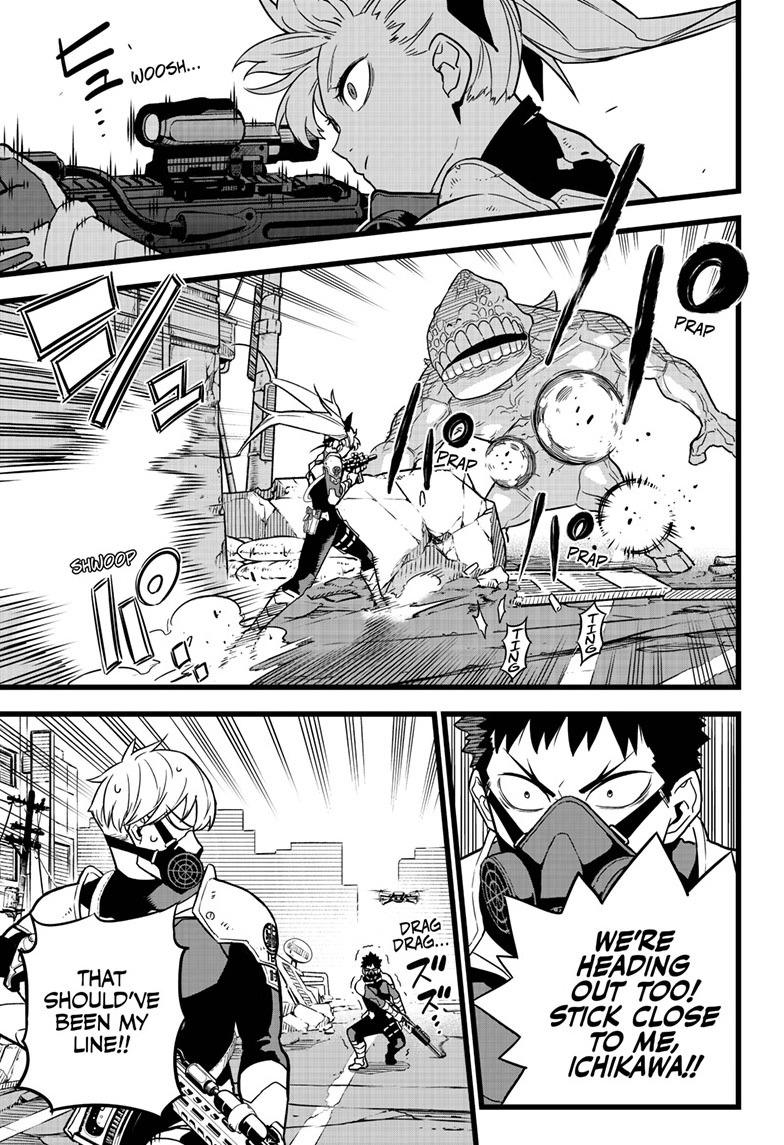 ヒュ
WOOSH...
PRAP
PRAP
PRAP
SHWOOP
TING
TING
WE'RE
HEADING
OUT TOO!
STICK CLOSE
TO ME,
ICHIKAWA!!
DRAG
DRAG...
ズズ...
THAT
SHOULD'VE
BEEN MY
LINE!!